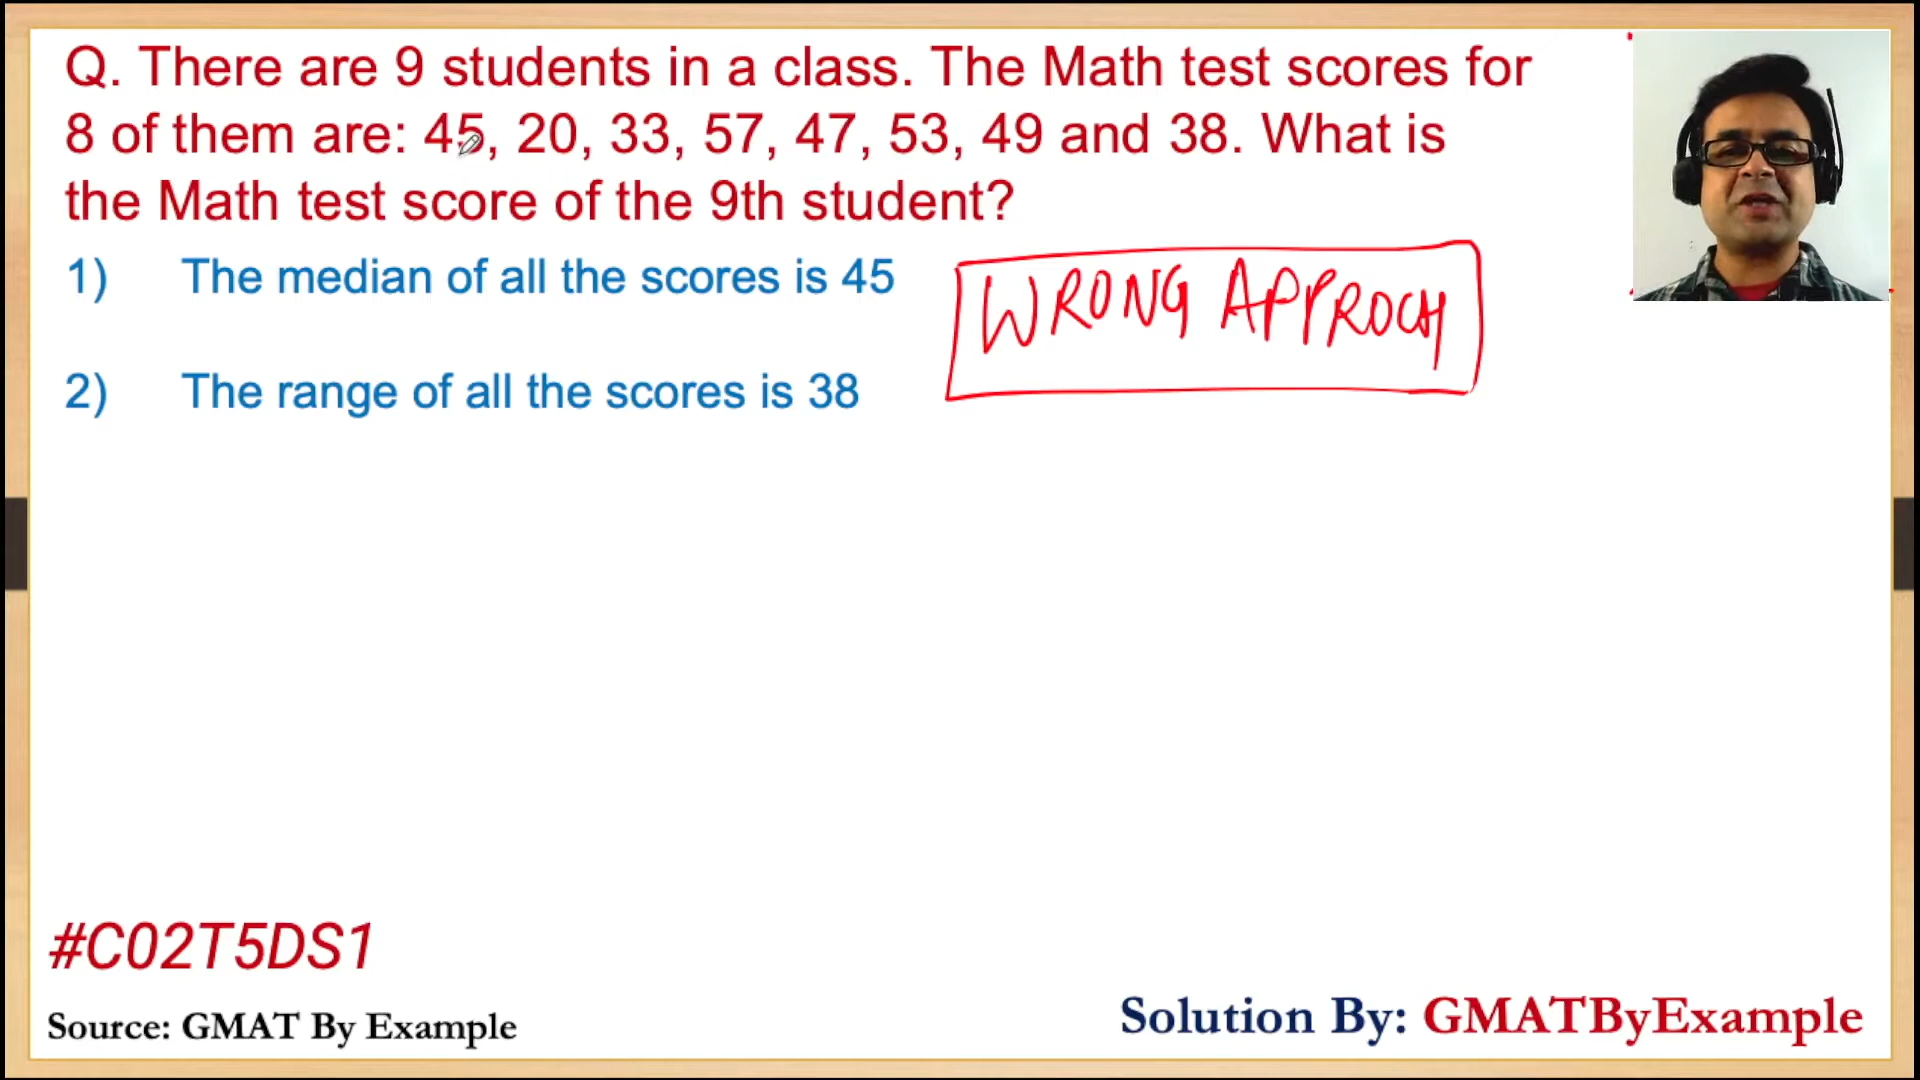 Q. There are 9 students in a class. The Math test scores for
8 of them are: 45, 20, 33, 57, 47, 53, 49 and 38. What is
the Math test score of the 9th student?
1) The median of all the scores is 45
WRONG APPROCH
2) The range of all the scores is 38
#C02T5DS1
Source: GMAT By Example
Solution By: GMATByExample